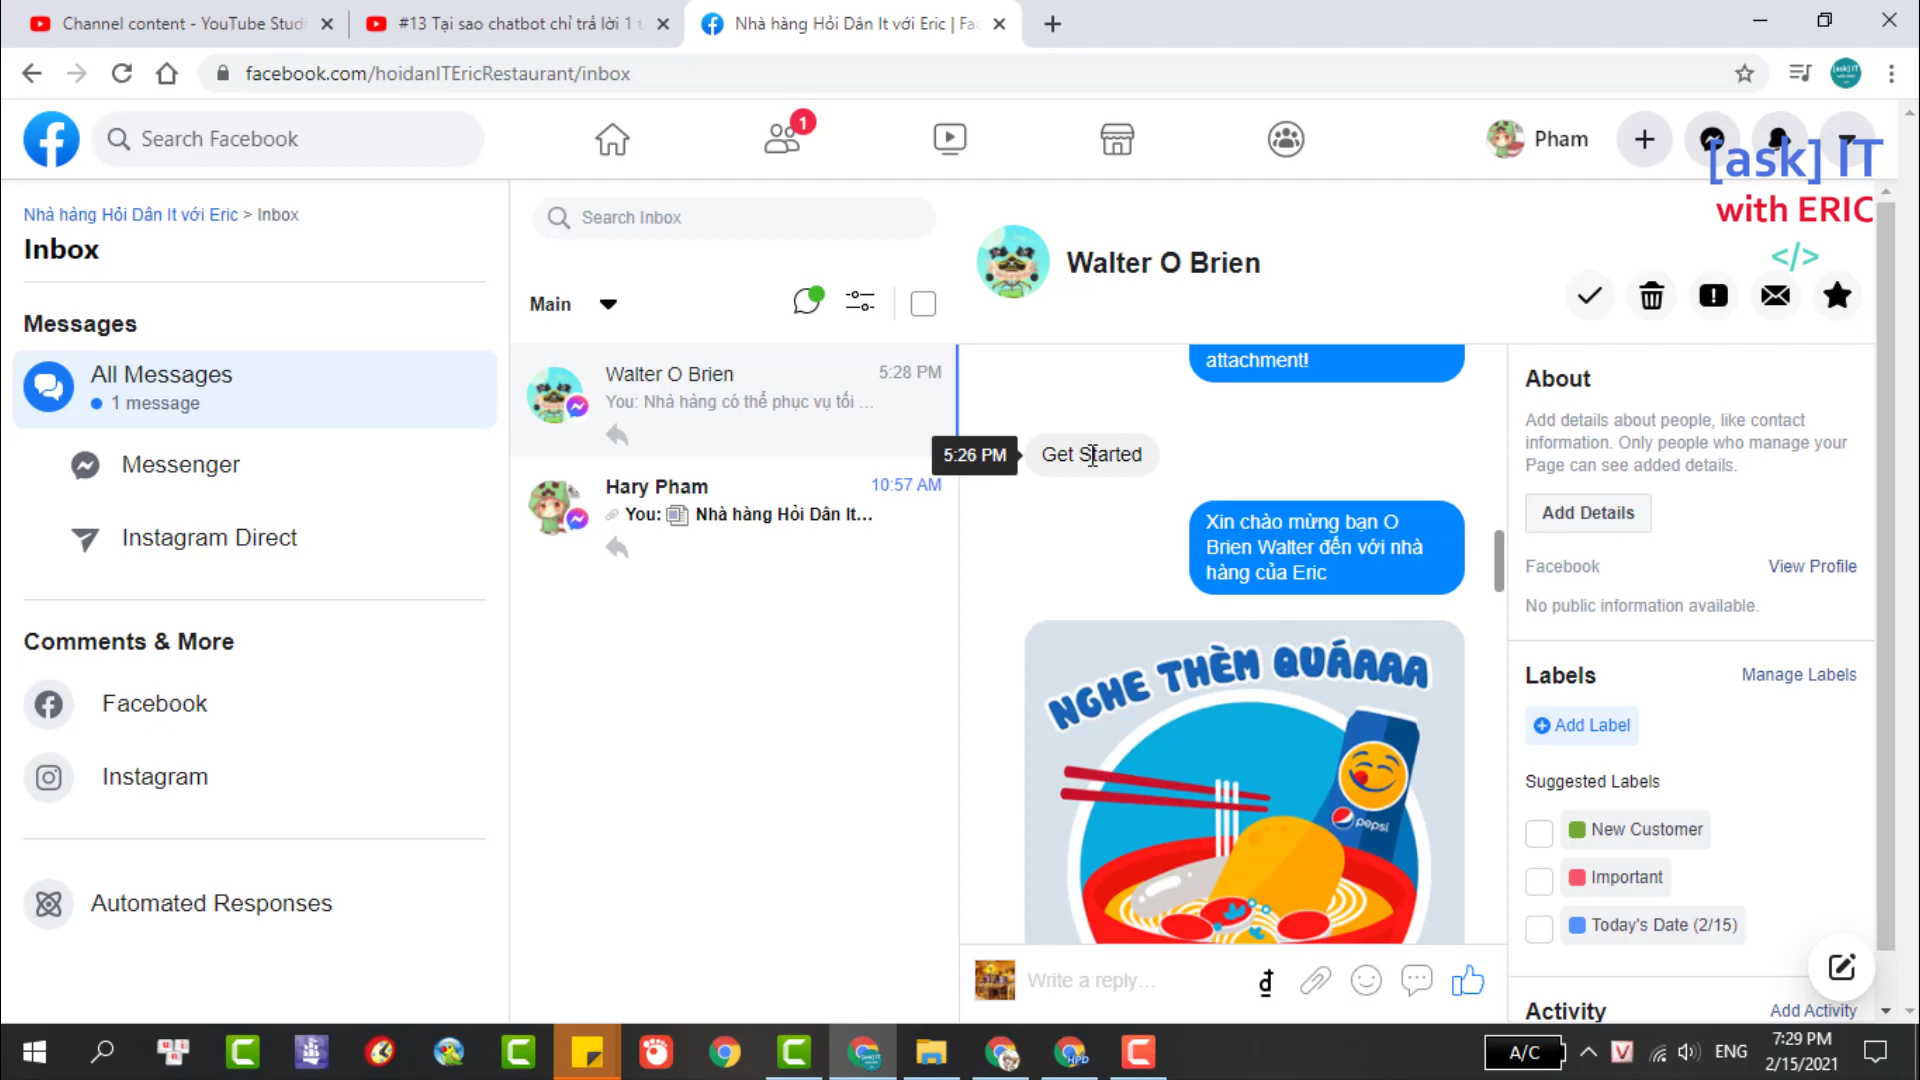 Channel content - YouTube Studi
#13 Tại sao chatbot chỉ trả lời 1 t
Nhà hàng Hỏi Dân It với Eric | Fac
facebook.com/hoidanITEricRestaurant/inbox
Search Facebook
1
Pham
[ask] IT
with ERIC
</>
Nhà hàng Hỏi Dân It với Eric > Inbox
Inbox
Messages
All Messages
1 message
Messenger
Instagram Direct
Comments & More
Facebook
Instagram
Automated Responses
Search Inbox
Main
Walter O Brien
5:28 PM
You: Nhà hàng có thể phục vụ tối ...
Hary Pham
10:57 AM
You: Nhà hàng Hỏi Dân It...
Walter O Brien
attachment!
5:26 PM
Get Started
Xin chào mừng bạn O
Brien Walter đến với nhà
hàng của Eric
NGHE THÈM QUÁAAA
pepsi
Write a reply...
đ
About
Add details about people, like contact
information. Only people who manage your
Page can see added details.
Add Details
Facebook
View Profile
No public information available.
Labels
Manage Labels
Add Label
Suggested Labels
New Customer
Important
Today's Date (2/15)
Activity
Add Activity
A/C
V
ENG
7:29 PM
2/15/2021